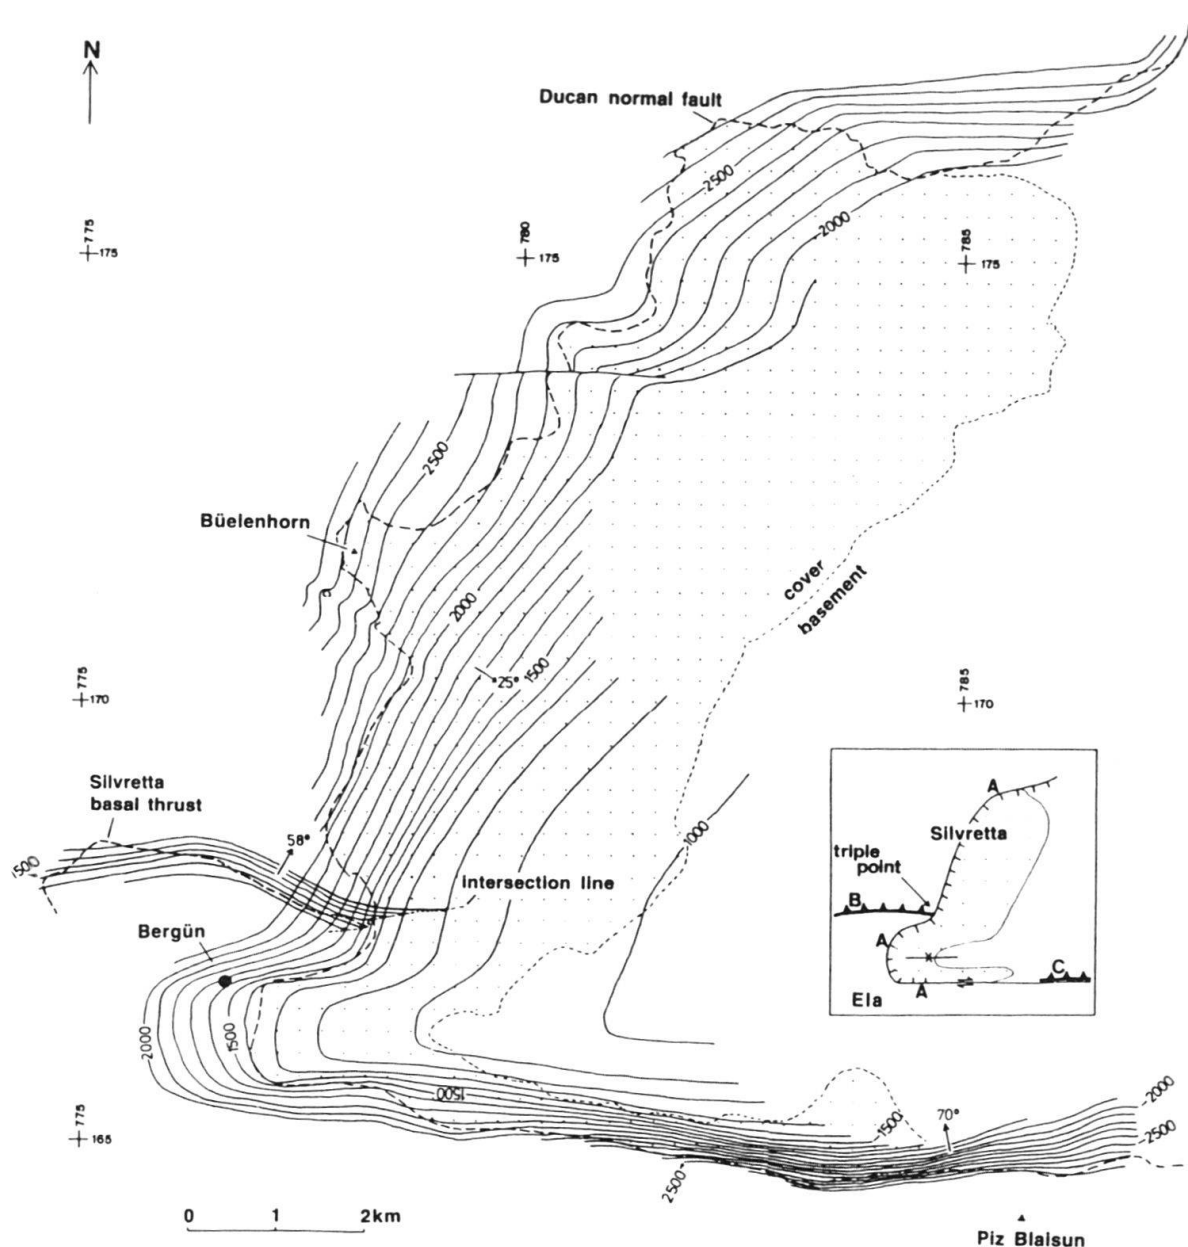 N
Ducan normal fault
2500
775
175
780
175
2000
785
175
2500
Büelenhorn
2000
cover
basement
25°
1500
775
170
785
170
Silvretta
basal thrust
58°
1500
1000
intersection line
Bergün
A
Silvretta
triple
point
B
A
C
A
Ela
2000
1500
1500
1500
70°
2000
2500
775
165
2500
0 1 2km
Piz Blaisun